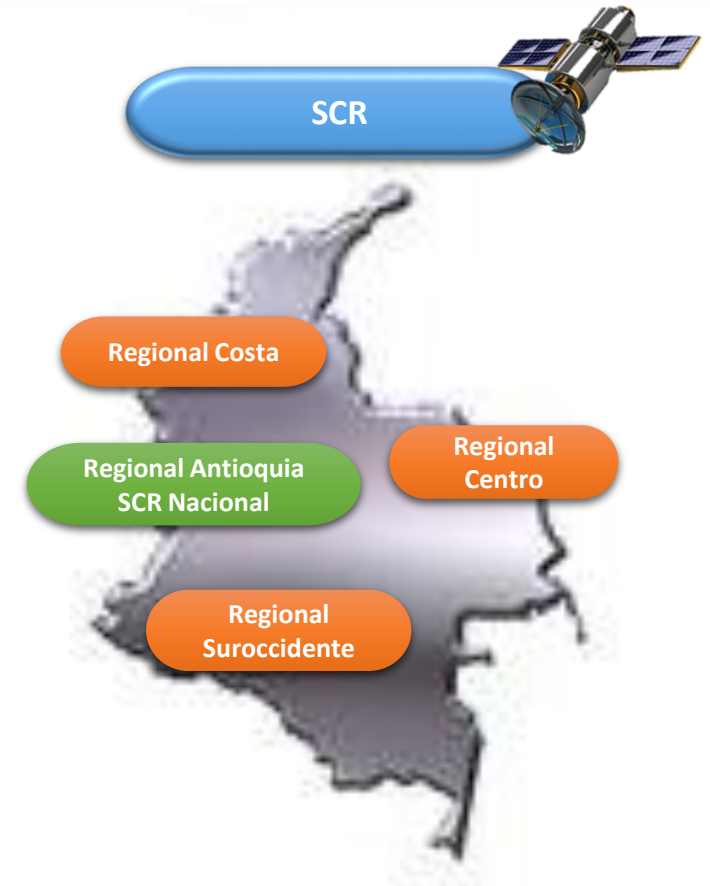 SCR
Regional Costa
Regional Antioquia
SCR Nacional
Regional
Centro
Regional
Suroccidente